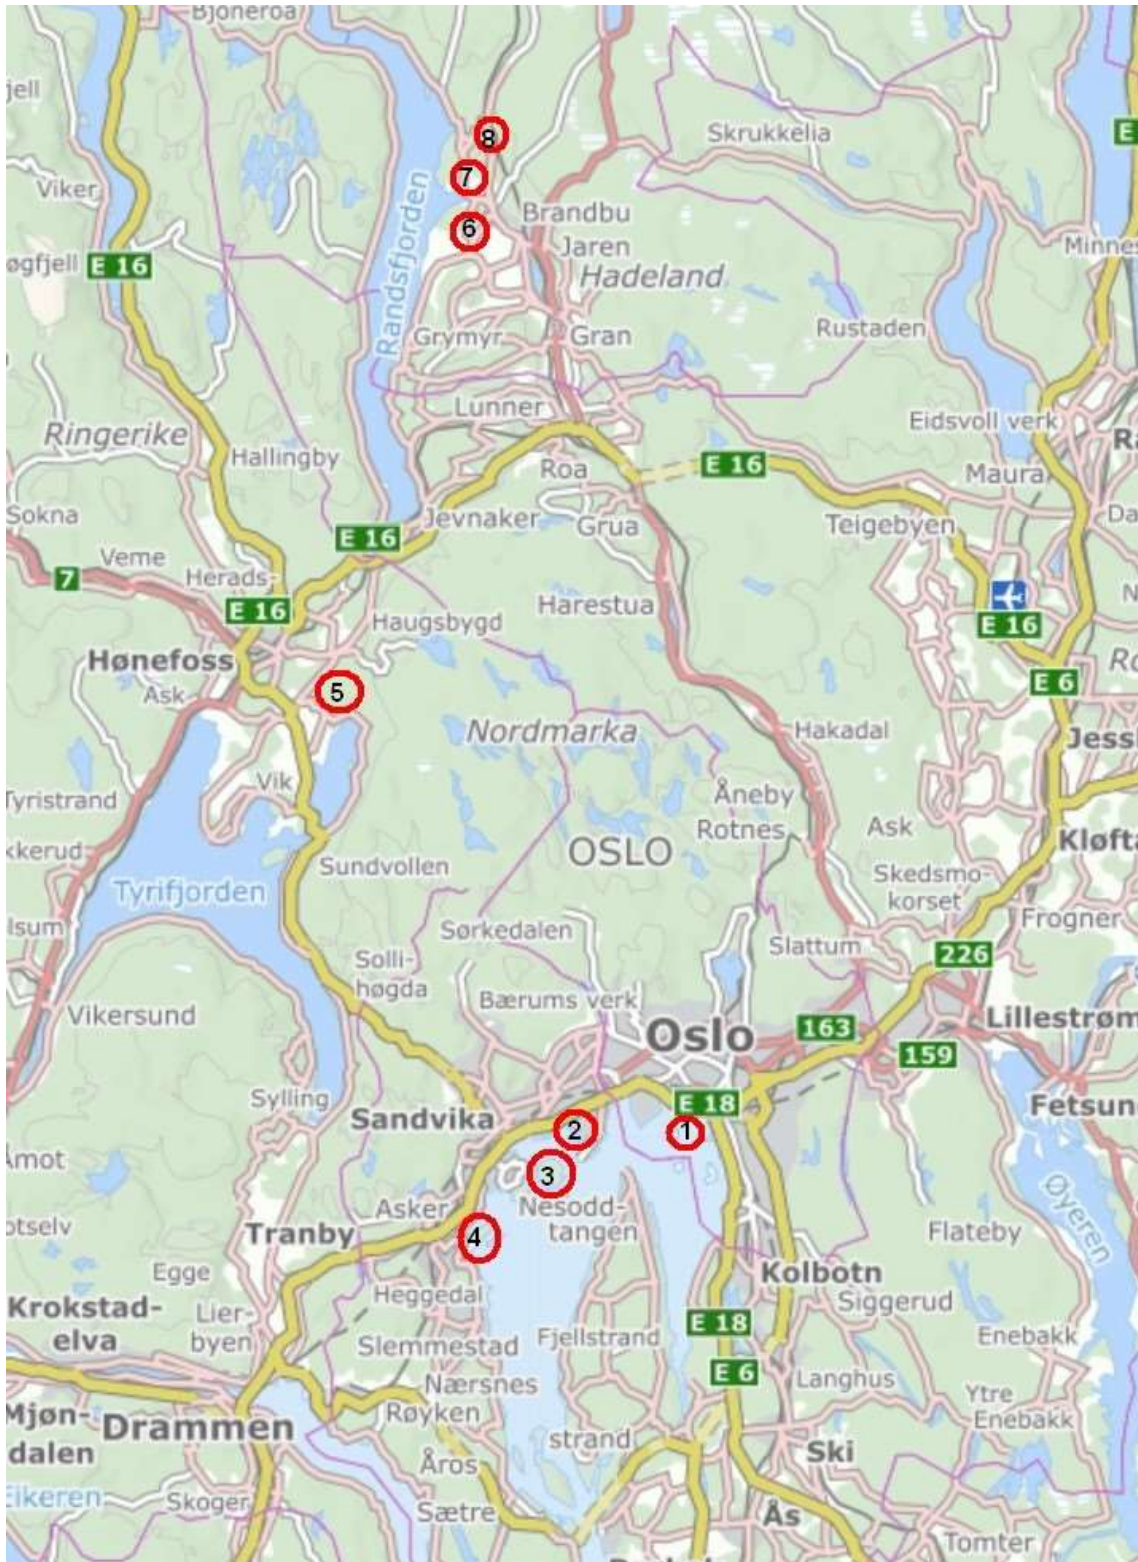 Bjoneroa
jell
8
Skrukkelia
E
7
Viker
Randsfjorden
Brandbu
6
Jaren
Minnes
øgfjell
E 16
Hadeland
Grymyr
Gran
Rustaden
Lunner
Eidsvoll verk
Ringerike
Ra
Hallingby
Roa
E 16
Maura
Sokna
Jevnaker
Grua
Teigebyen
Da
E 16
Veme
7
Herads-
Harestua
N
E 16
Haugsbygd
E 16
Hønefoss
Ask
5
E 6
Nordmarka
Hakadal
Jessh
Vik
Tyristrand
Åneby
Rotnes
Ask
Kløfta
kkerud
Sundvollen
OSLO
Skedsmo-
korset
Tyrifjorden
Frogner
lsum
Sørkedalen
Slattum
226
Solli-
høgda
Bærums verk
Vikersund
Oslo
163
Lillestrøm
159
Sylling
Sandvika
E 18
Fetsun
2
1
Åmot
3
Øyeren
otselv
Asker
Nesodd-
tangen
Tranby
4
Flateby
Egge
Kolbotn
Heggedal
Siggerud
Krokstad-
elva
Lier-
byen
Slemmestad
Fjellstrand
E 18
Enebakk
E 6
Nærsnes
Langhus
Ytre
Enebakk
Mjøn-
dalen
Drammen
Røyken
strand
Ski
Åros
Eikeren
Skoger
Sætre
Ås
Tomter